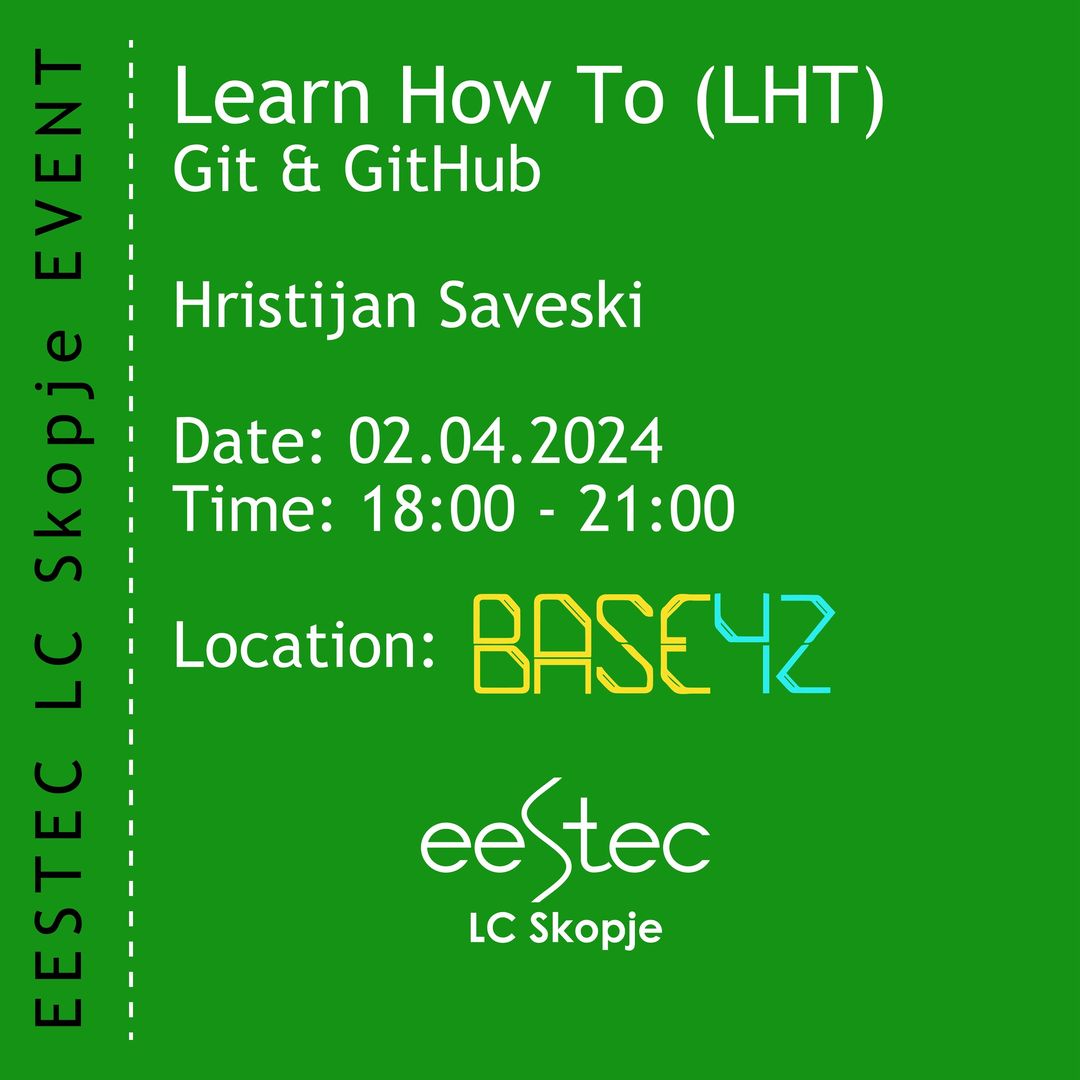 EESTEC LC Skopje EVENT
Learn How To (LHT)
Git & GitHub
Hristijan Saveski
Date: 02.04.2024
Time: 18:00 - 21:00
Location: BASE42
eeStec
LC Skopje